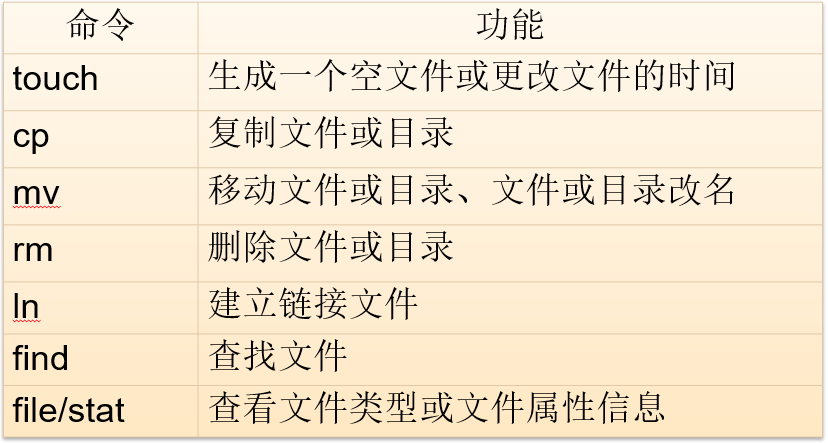 命令 功能
touch 生成一个空文件或更改文件的时间
cp 复制文件或目录
mv 移动文件或目录、文件或目录改名
rm 删除文件或目录
ln 建立链接文件
find 查找文件
file/stat 查看文件类型或文件属性信息